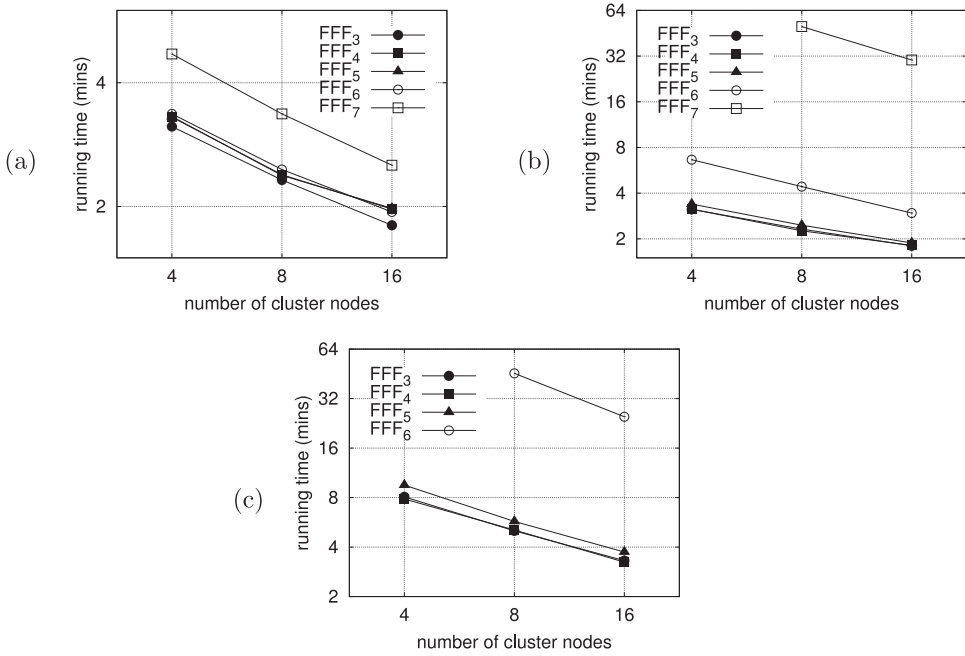 (a)
running time (mins)
4
2
FFF3
FFF4
FFF5
FFF6
FFF7
4 8 16
number of cluster nodes
(b)
running time (mins)
64
32
16
8
4
2
FFF3
FFF4
FFF5
FFF6
FFF7
4 8 16
number of cluster nodes
(c)
running time (mins)
64
32
16
8
4
2
FFF3
FFF4
FFF5
FFF6
4 8 16
number of cluster nodes